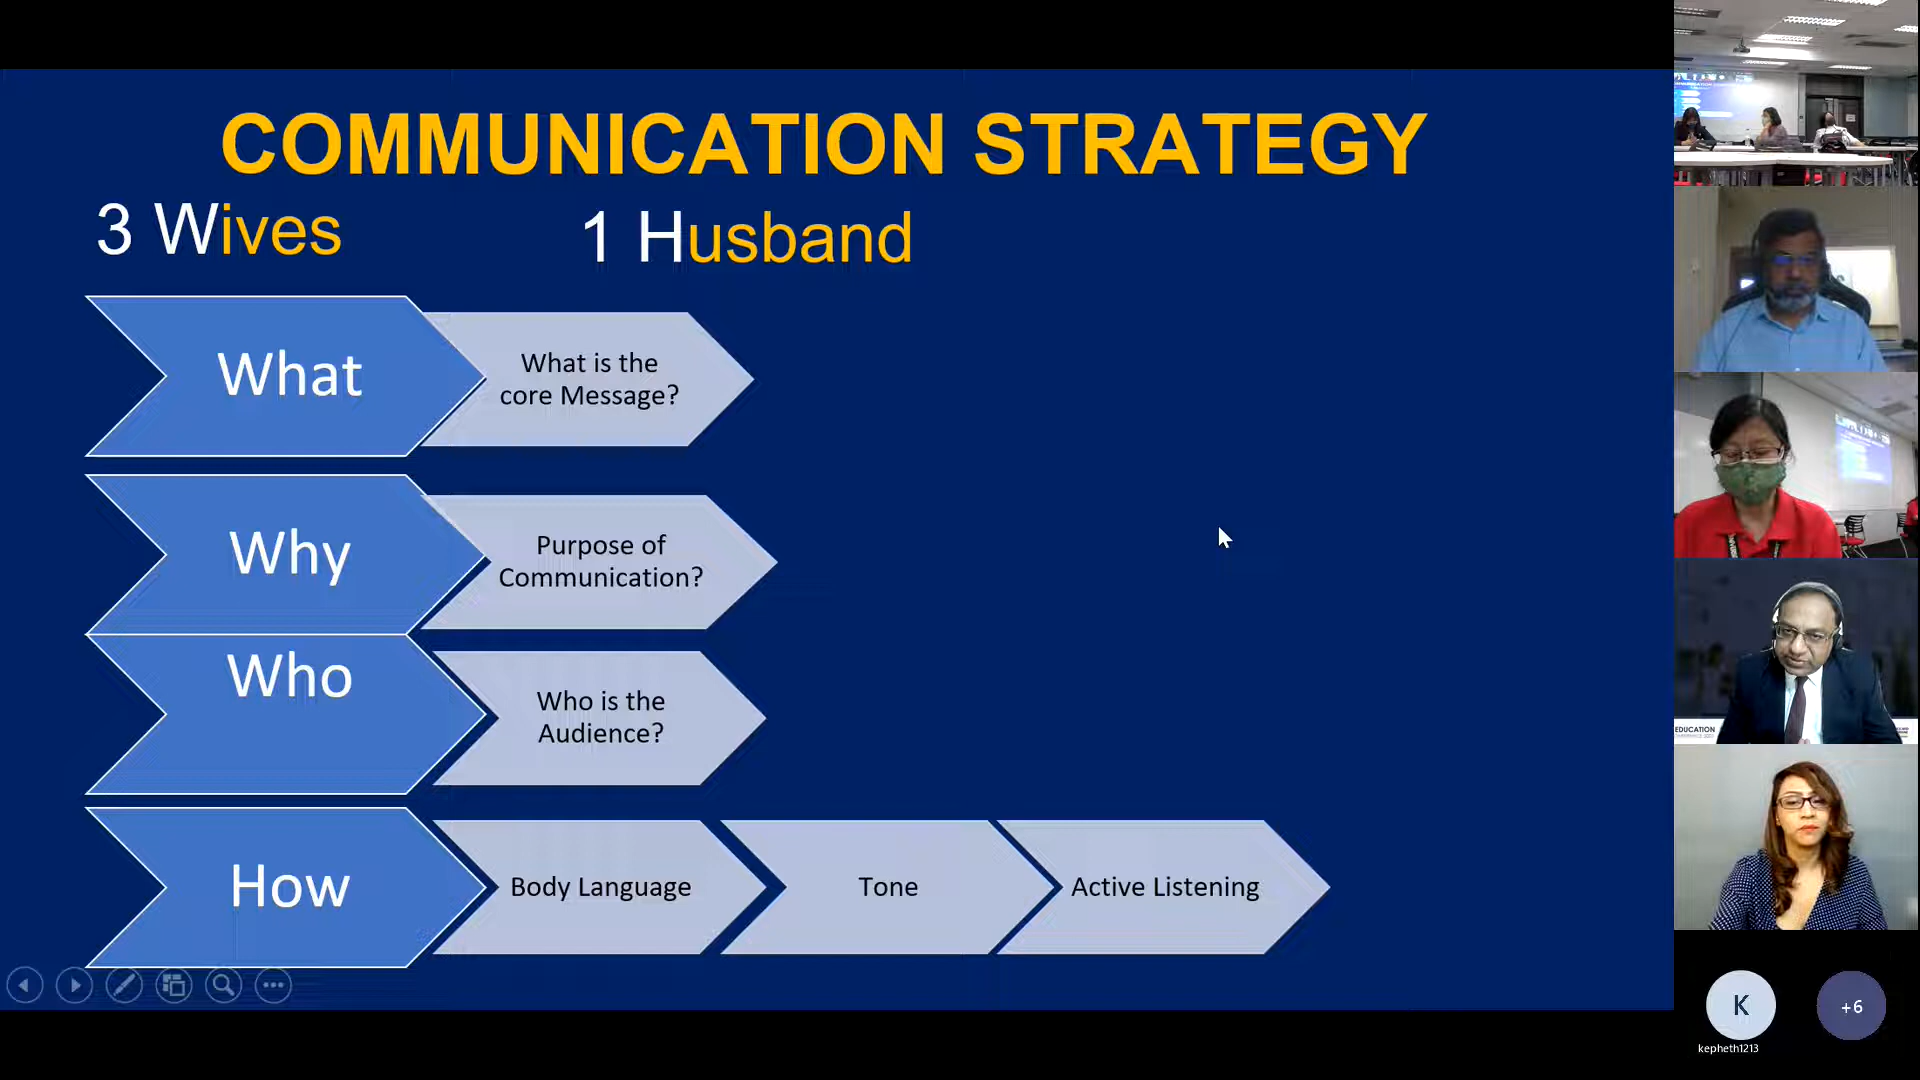 COMMUNICATION STRATEGY
3 Wives
1 Husband
What
What is the
core Message?
Why
Purpose of
Communication?
Who
Who is the
Audience?
How
Body Language
Tone
Active Listening
EDUCATION
K
+6
kepheth1213